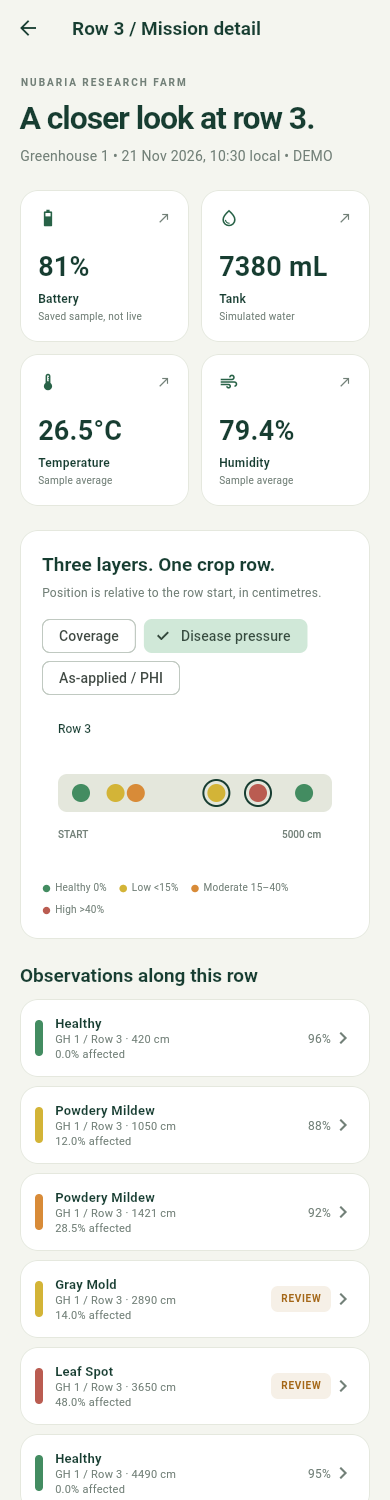 Row 3 / Mission detail
NUBARIA RESEARCH FARM
A closer look at row 3.
Greenhouse 1 • 21 Nov 2026, 10:30 local • DEMO
81%
Battery
Saved sample, not live
7380 mL
Tank
Simulated water
26.5°C
Temperature
Sample average
79.4%
Humidity
Sample average
Three layers. One crop row.
Position is relative to the row start, in centimetres.
Coverage
Disease pressure
As-applied / PHI
Row 3
START
5000 cm
Healthy 0%
Low <15%
Moderate 15–40%
High >40%
Observations along this row
Healthy
GH 1 / Row 3 · 420 cm
0.0% affected
96%
Powdery Mildew
GH 1 / Row 3 · 1050 cm
12.0% affected
88%
Powdery Mildew
GH 1 / Row 3 · 1421 cm
28.5% affected
92%
Gray Mold
GH 1 / Row 3 · 2890 cm
14.0% affected
REVIEW
Leaf Spot
GH 1 / Row 3 · 3650 cm
48.0% affected
REVIEW
Healthy
GH 1 / Row 3 · 4490 cm
0.0% affected
95%